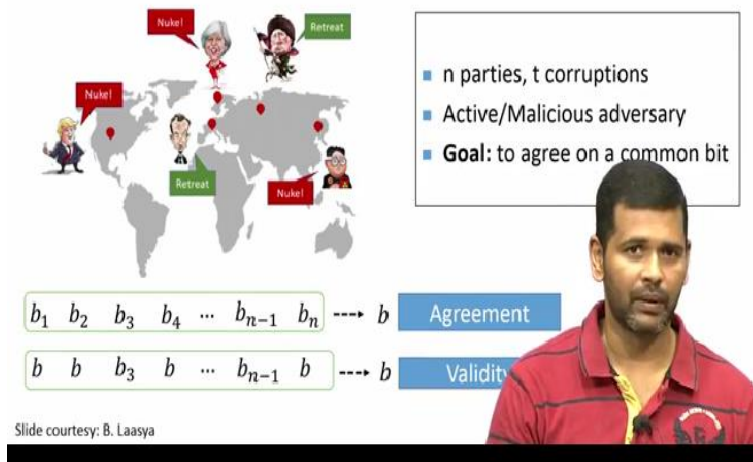 Nuke!
Retreat
Nuke!
Retreat
Nuke!
▪ n parties, t corruptions
▪ Active/Malicious adversary
▪ Goal: to agree on a common bit
b₁ b₂ b₃ b₄ ... bₙ₋₁ bₙ ----> b Agreement
b b b₃ b ... bₙ₋₁ b ----> b Validity
Slide courtesy: B. Laasya